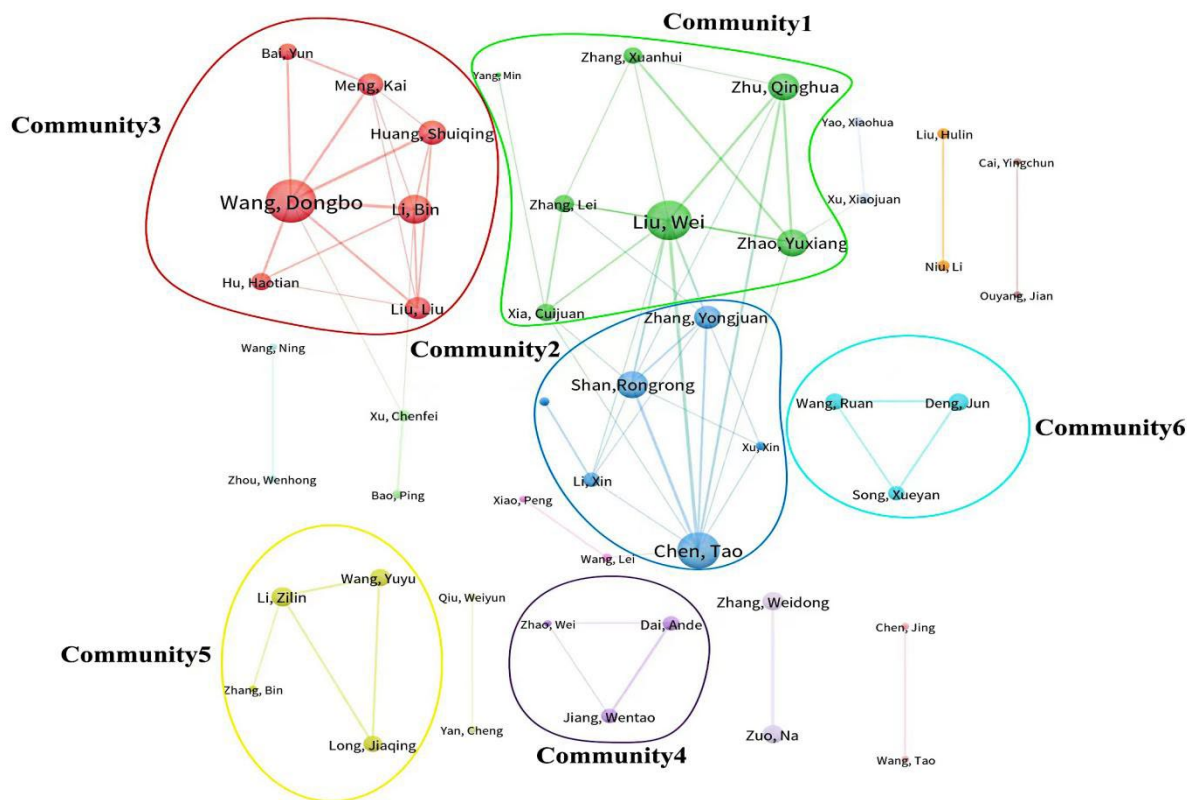 Community1
Community3
Bai, Yun
Meng, Kai
Huang, Shuiqing
Wang, Dongbo
Li, Bin
Hu, Haotian
Liu, Liu
Zhang, Xuanhui
Yang, Min
Zhu, Qinghua
Zhang, Lei
Liu, Wei
Zhao, Yuxiang
Xia, Cuijuan
Yao, Xiaohua
Xu, Xiaojuan
Liu, Hulin
Niu, Li
Cai, Yingchun
Ouyang, Jian
Community2
Zhang, Yongjuan
Shan,Rongrong
Xu, Xin
Li, Xin
Chen, Tao
Wang, Ning
Zhou, Wenhong
Xu, Chenfei
Bao, Ping
Xiao, Peng
Wang, Lei
Wang, Ruan
Deng, Jun
Song, Xueyan
Community6
Community5
Li, Zilin
Wang, Yuyu
Zhang, Bin
Long, Jiaqing
Qiu, Weiyun
Yan, Cheng
Zhao, Wei
Dai, Ande
Jiang, Wentao
Community4
Zhang, Weidong
Zuo, Na
Chen, Jing
Wang, Tao